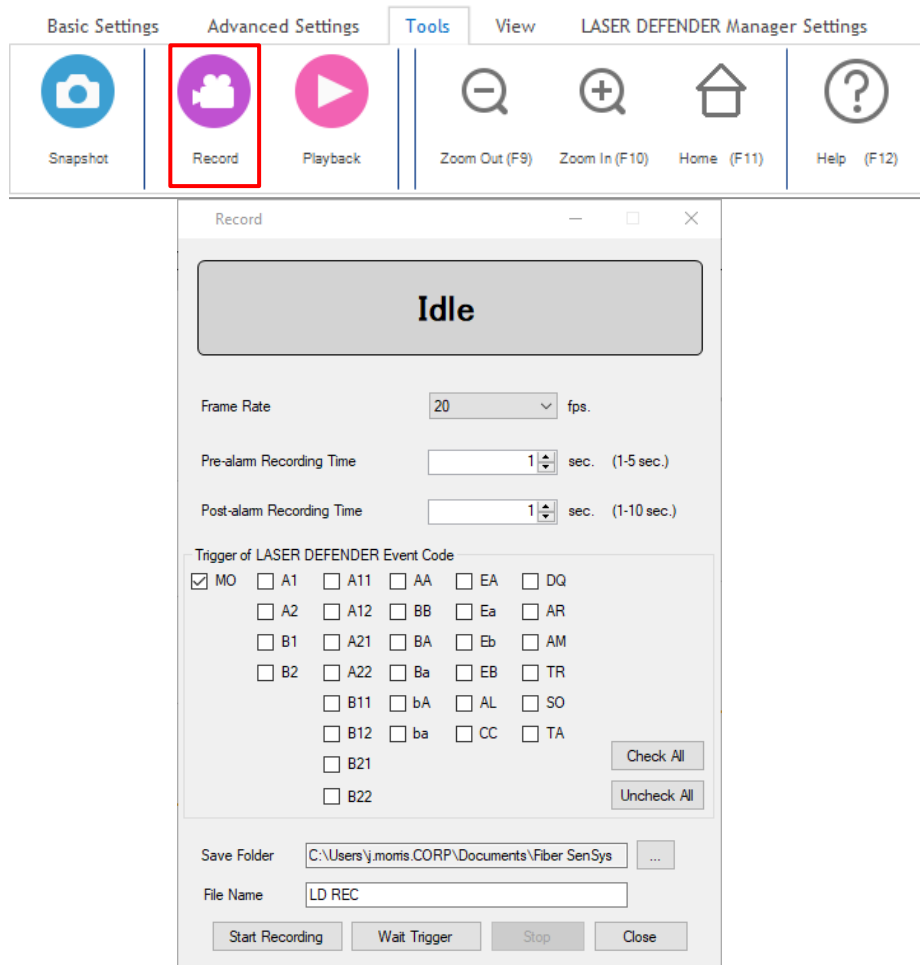 Basic Settings Advanced Settings Tools View LASER DEFENDER Manager Settings
Snapshot Record Playback Zoom Out (F9) Zoom In (F10) Home (F11) Help (F12)
Record
Idle
Frame Rate 20 fps.
Pre-alarm Recording Time 1 sec. (1-5 sec.)
Post-alarm Recording Time 1 sec. (1-10 sec.)
Trigger of LASER DEFENDER Event Code
MO A1 A11 AA EA DQ
A2 A12 BB Ea AR
B1 A21 BA Eb AM
B2 A22 Ba EB TR
B11 bA AL SO
B12 ba CC TA
B21
Check All
B22
Uncheck All
Save Folder C:\Users\j.morris.CORP\Documents\Fiber SenSys ...
File Name LD REC
Start Recording Wait Trigger Stop Close